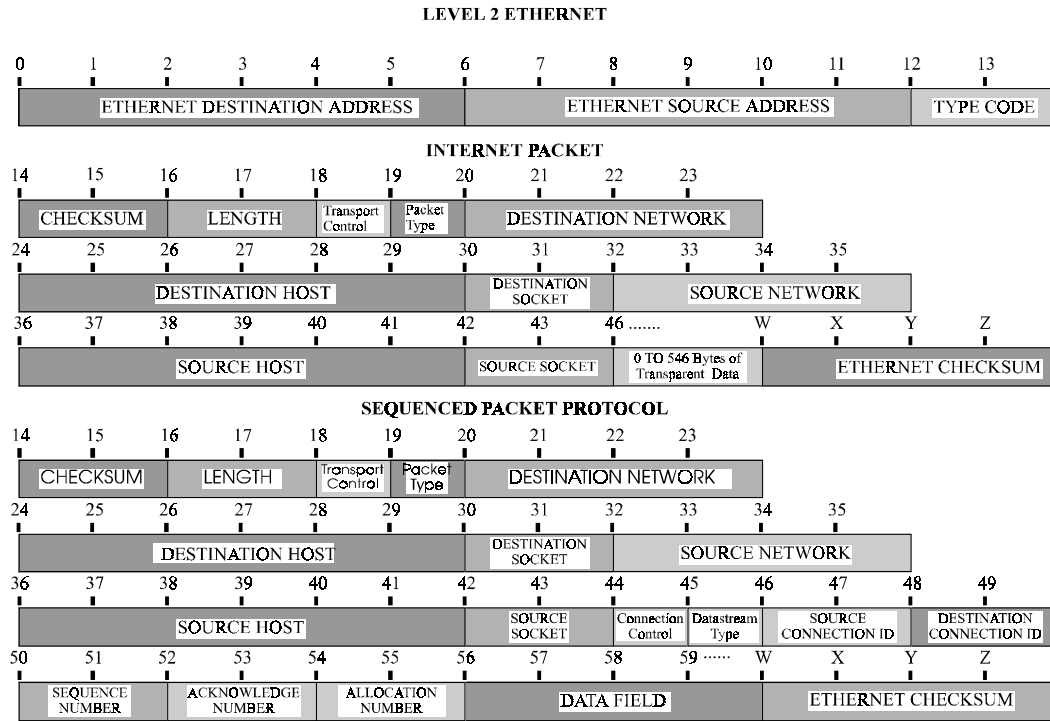 LEVEL 2 ETHERNET
0 1 2 3 4 5 6 7 8 9 10 11 12 13
ETHERNET DESTINATION ADDRESS ETHERNET SOURCE ADDRESS TYPE CODE
INTERNET PACKET
14 15 16 17 18 19 20 21 22 23
CHECKSUM LENGTH Transport Control Packet Type DESTINATION NETWORK
24 25 26 27 28 29 30 31 32 33 34 35
DESTINATION HOST DESTINATION SOCKET SOURCE NETWORK
36 37 38 39 40 41 42 43 46 ....... W X Y Z
SOURCE HOST SOURCE SOCKET 0 TO 546 Bytes of Transparent Data ETHERNET CHECKSUM
SEQUENCED PACKET PROTOCOL
14 15 16 17 18 19 20 21 22 23
CHECKSUM LENGTH Transport Control Packet Type DESTINATION NETWORK
24 25 26 27 28 29 30 31 32 33 34 35
DESTINATION HOST DESTINATION SOCKET SOURCE NETWORK
36 37 38 39 40 41 42 43 44 45 46 47 48 49
SOURCE HOST SOURCE SOCKET Connection Control Datastream Type SOURCE CONNECTION ID DESTINATION CONNECTION ID
50 51 52 53 54 55 56 57 58 59 ...... W X Y Z
SEQUENCE NUMBER ACKNOWLEDGE NUMBER ALLOCATION NUMBER DATA FIELD ETHERNET CHECKSUM